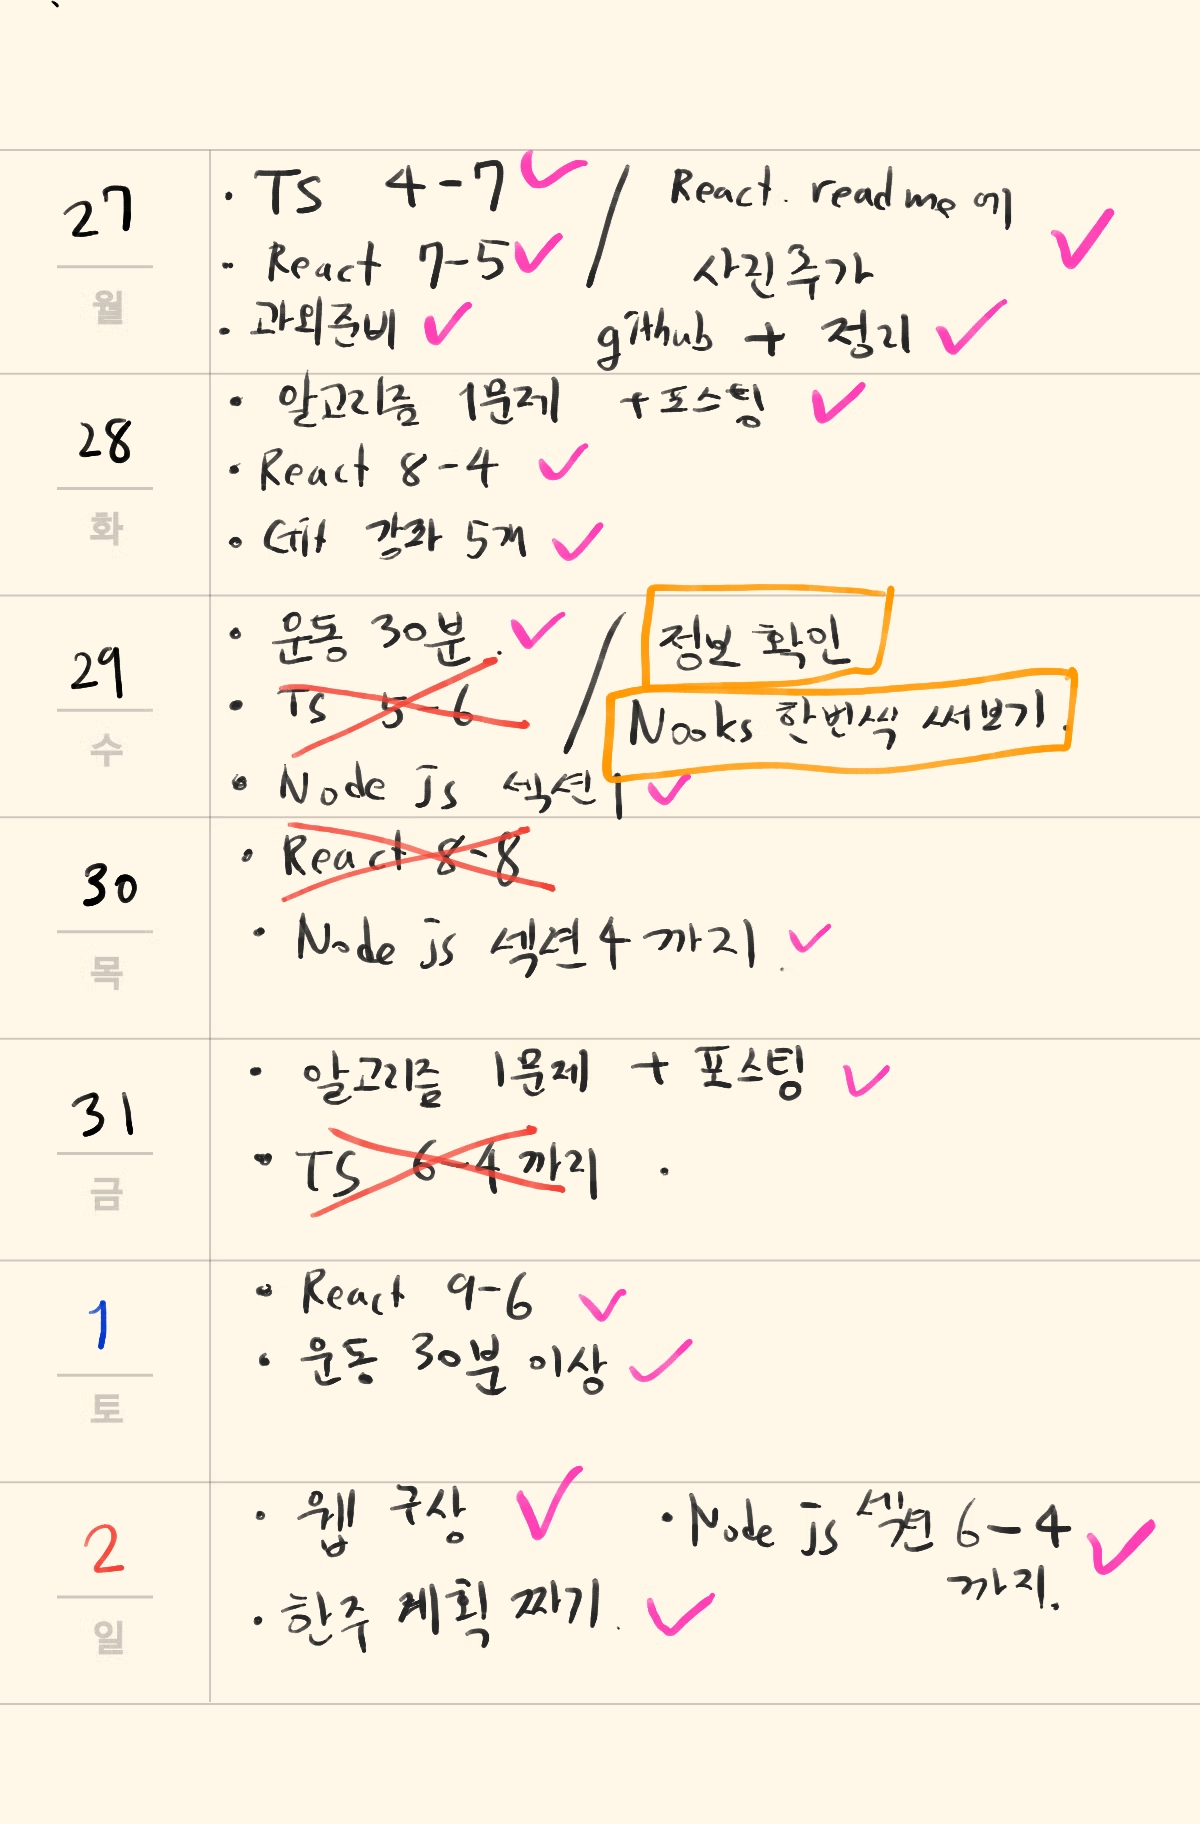 27
월
· TS 4-7 / React. readme에
- React 7-5 사진추가
· 과외준비 github + 정리
28
화
· 알고리즘 1문제 +포스팅
· React 8-4
· Git 강좌 5개
29
수
· 운동 30분. / 정보 확인
· TS 5-6 Nooks 한번씩 써보기.
· Node js 섹션 1
30
목
· React 8-8
· Node js 섹션 4 까지.
31
금
· 알고리즘 1문제 + 포스팅
· TS 6-4 까지 .
1
토
· React 9-6
· 운동 30분 이상
2
일
· 웹 구상 · Node js 섹션 6-4
까지.
· 한주 계획 짜기.